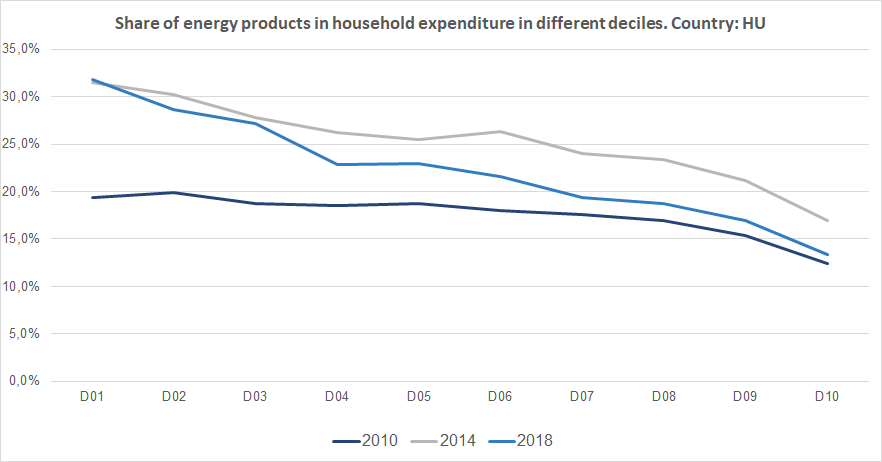 Share of energy products in household expenditure in different deciles. Country: HU
35,0%
30,0%
25,0%
20,0%
15,0%
10,0%
5,0%
0,0%
D01 D02 D03 D04 D05 D06 D07 D08 D09 D10
2010 2014 2018